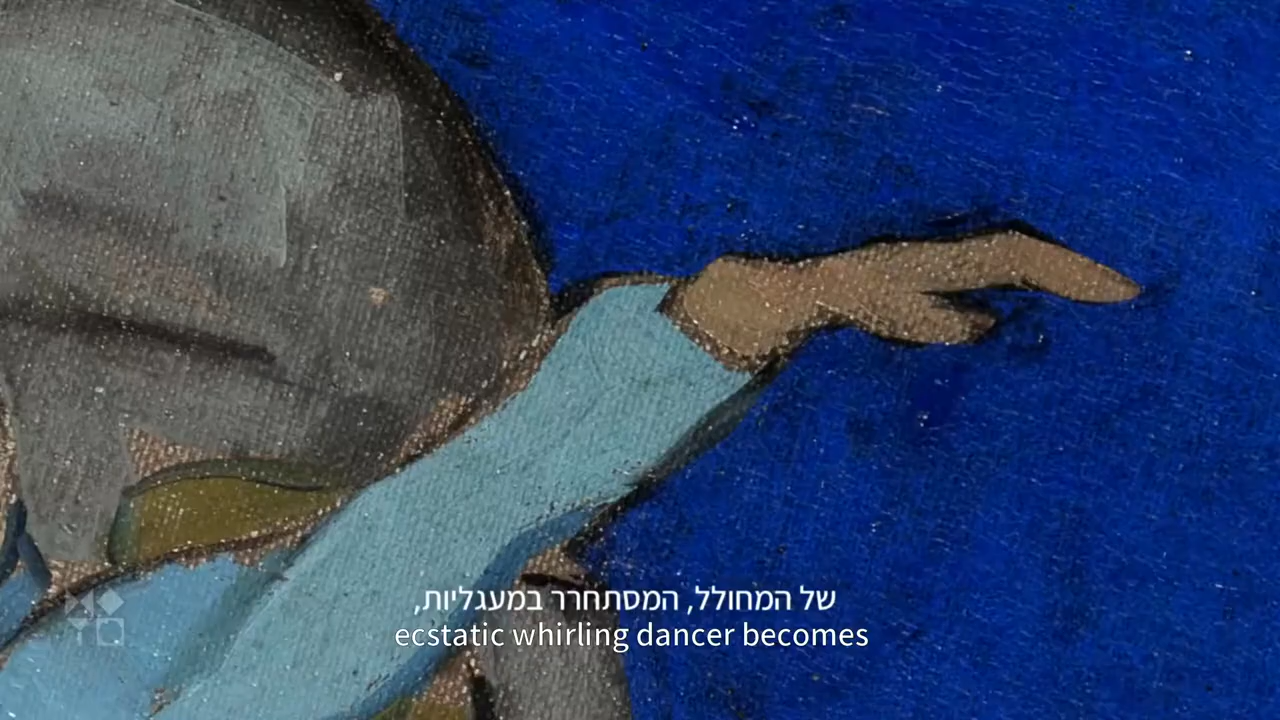 של המחולל, המסתחרר במעגליות,
ecstatic whirling dancer becomes